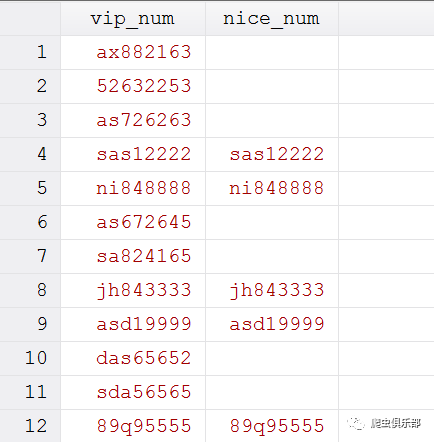 vip_num nice_num
1 ax882163
2 52632253
3 as726263
4 sas12222 sas12222
5 ni848888 ni848888
6 as672645
7 sa824165
8 jh843333 jh843333
9 asd19999 asd19999
10 das65652
11 sda56565
12 89q95555 89q95555 爬虫俱乐部